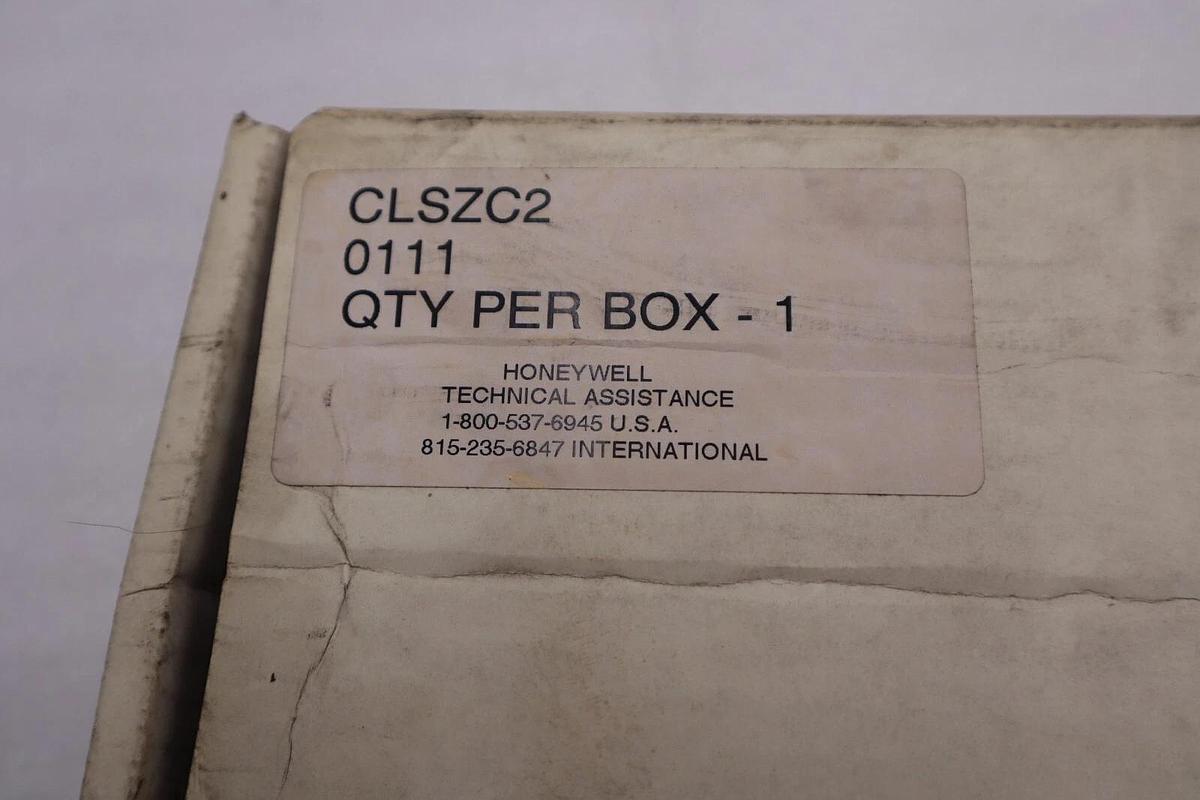 CLSZC2
0111
QTY PER BOX - 1
HONEYWELL
TECHNICAL ASSISTANCE
1-800-537-6945 U.S.A.
815-235-6847 INTERNATIONAL